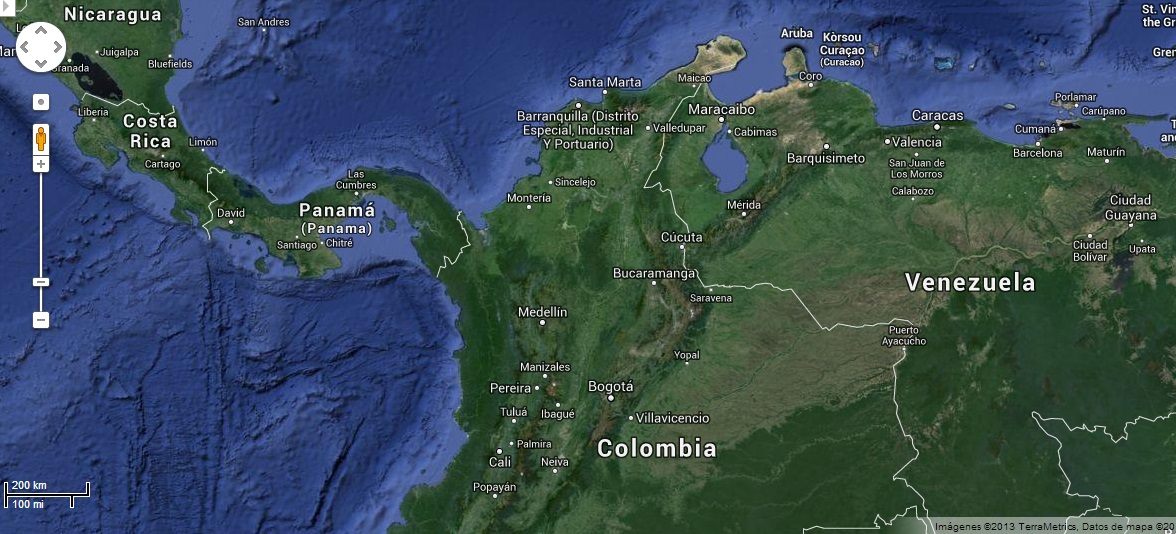 Nicaragua
San Andres
Juigalpa
Granada
Bluefields
Liberia
Costa
Rica
Limón
Cartago
Las
Cumbres
David
Panamá
(Panama)
Santiago
Chitré
Aruba
Kòrsou
Curaçao
(Curacao)
St. Vin
the Gr
Gren
Maicao
Coro
Santa Marta
Barranquilla (Distrito
Especial, Industrial
Y Portuario)
Maracaibo
Valledupar
Cabimas
Caracas
Porlamar
Carúpano
Cumaná
Barcelona
Maturín
Valencia
San Juan de
Los Morros
Barquisimeto
Calabozo
Sincelejo
Montería
Mérida
Ciudad
Guayana
Cúcuta
Ciudad
Bolivar
Upata
Bucaramanga
Saravena
Venezuela
Medellín
Puerto
Ayacucho
Yopal
Manizales
Pereira
Bogotá
Tuluá
Ibagué
Villavicencio
Palmira
Colombia
Cali
Neiva
Popayán
200 km
100 mi
Imágenes ©2013 TerraMetrics, Datos de mapa ©20